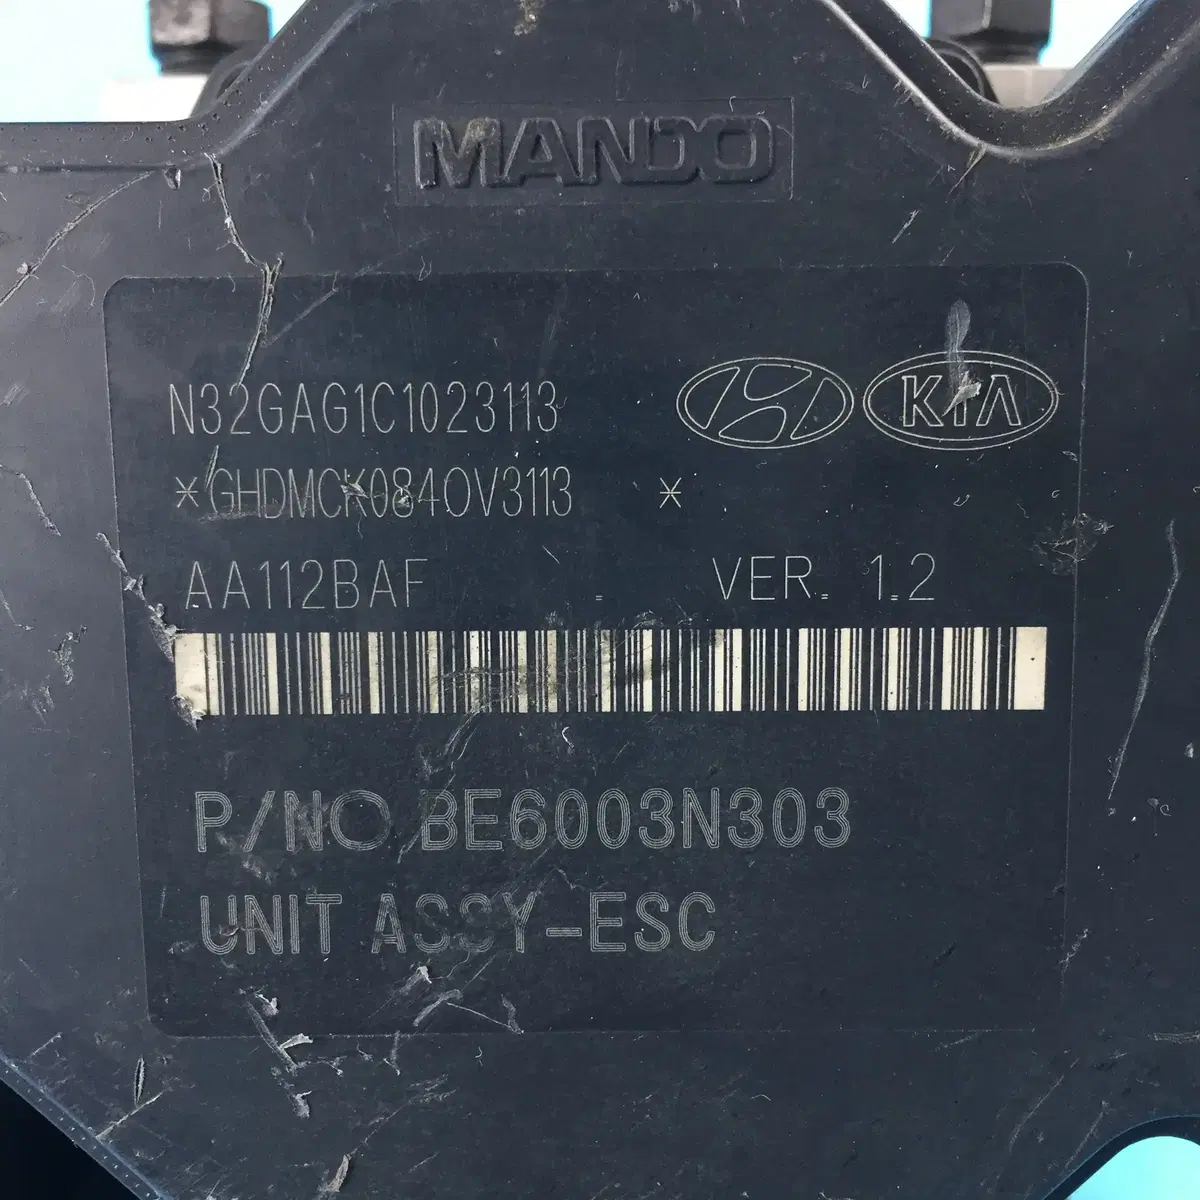 MANDO
N32GAG1C1023113
KIA
*GHDMCK0840V3113 *
AA112BAF . VER. 1.2
P/NO BE6003N303
UNIT ASSY-ESC